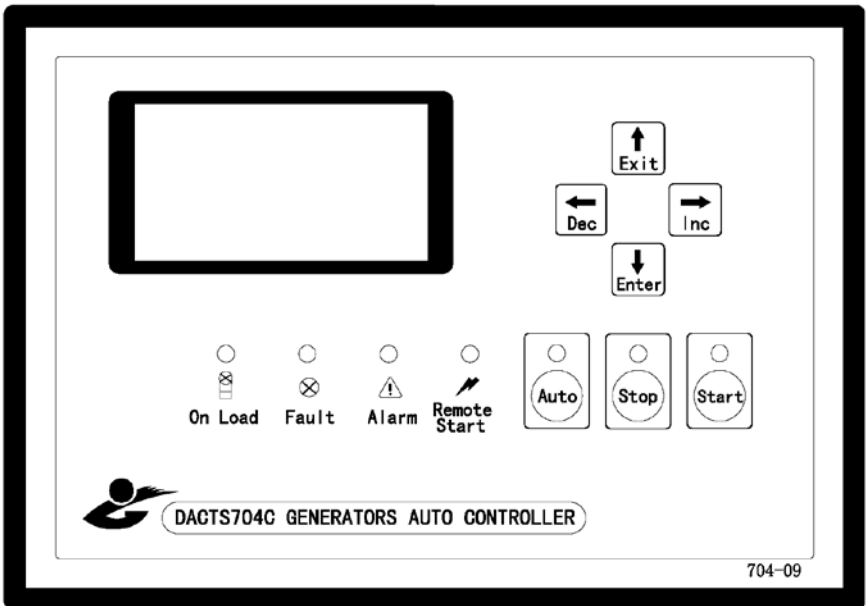 Exit
Dec
Inc
Enter
On Load
Fault
Alarm
Remote
Start
Auto
Stop
Start
DACTS704C GENERATORS AUTO CONTROLLER
704-09